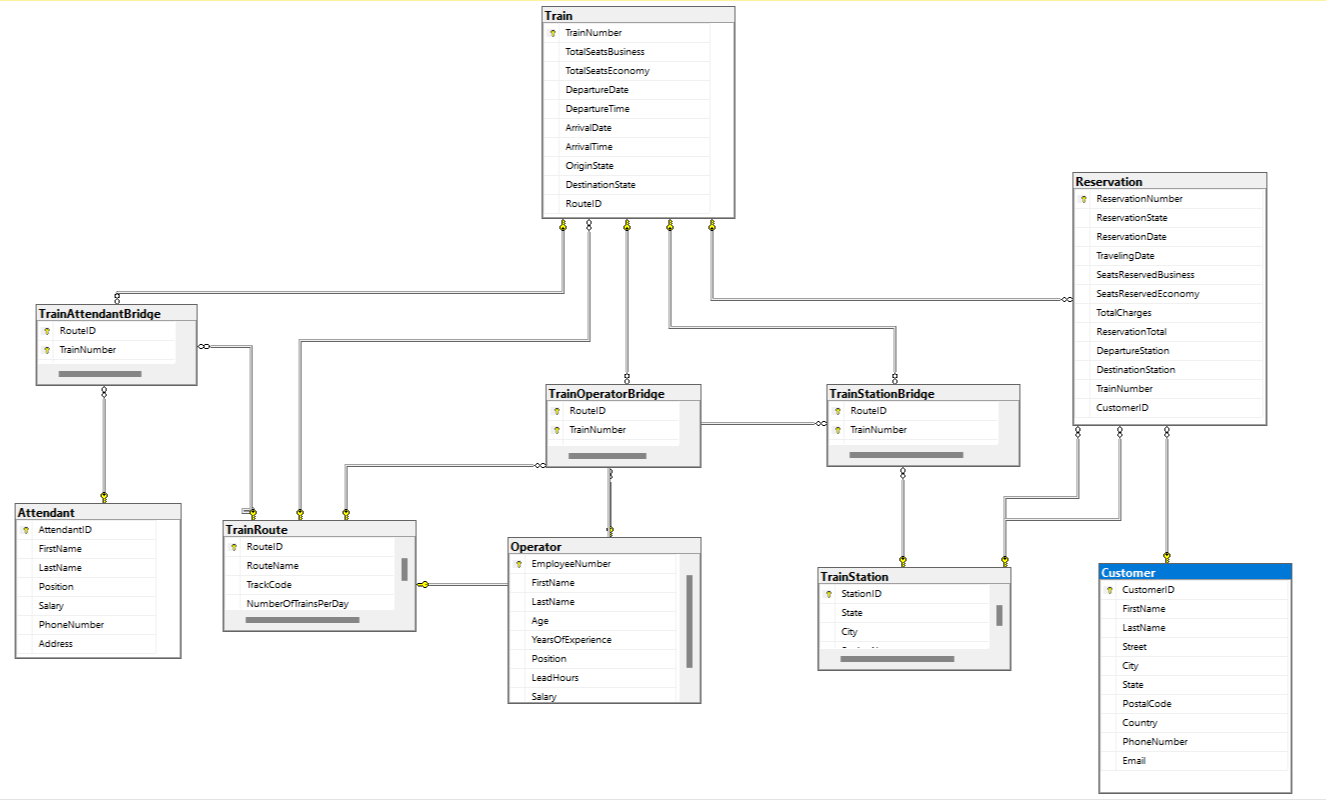 Train
TrainNumber
TotalSeatsBusiness
TotalSeatsEconomy
DepartureDate
DepartureTime
ArrivalDate
ArrivalTime
OriginState
DestinationState
RouteID
Reservation
ReservationNumber
ReservationState
ReservationDate
TravelingDate
SeatsReservedBusiness
SeatsReservedEconomy
TotalCharges
ReservationTotal
DepartureStation
DestinationStation
TrainNumber
CustomerID
TrainAttendantBridge
RouteID
TrainNumber
TrainOperatorBridge
RouteID
TrainNumber
TrainStationBridge
RouteID
TrainNumber
Attendant
AttendantID
FirstName
LastName
Position
Salary
PhoneNumber
Address
TrainRoute
RouteID
RouteName
TrackCode
NumberOfTrainsPerDay
Operator
EmployeeNumber
FirstName
LastName
Age
YearsOfExperience
Position
LeadHours
Salary
TrainStation
StationID
State
City
Customer
CustomerID
FirstName
LastName
Street
City
State
PostalCode
Country
PhoneNumber
Email